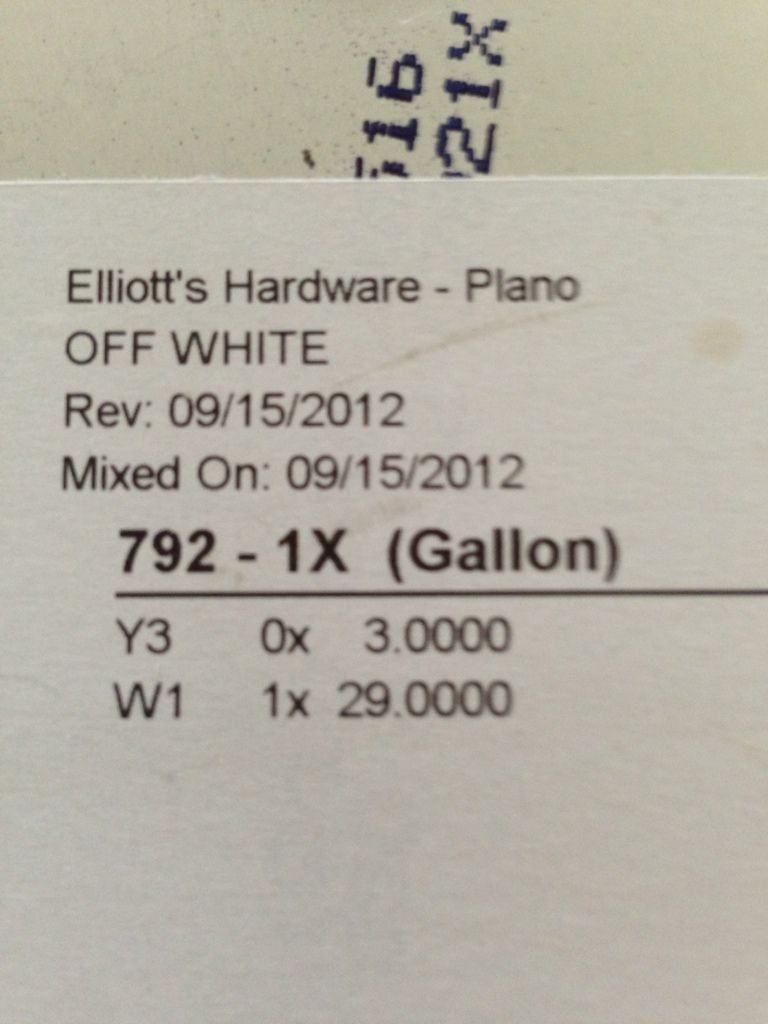 21X
Elliott's Hardware - Plano
OFF WHITE
Rev: 09/15/2012
Mixed On: 09/15/2012
792 - 1X (Gallon)
Y3 0x 3.0000
W1 1x 29.0000